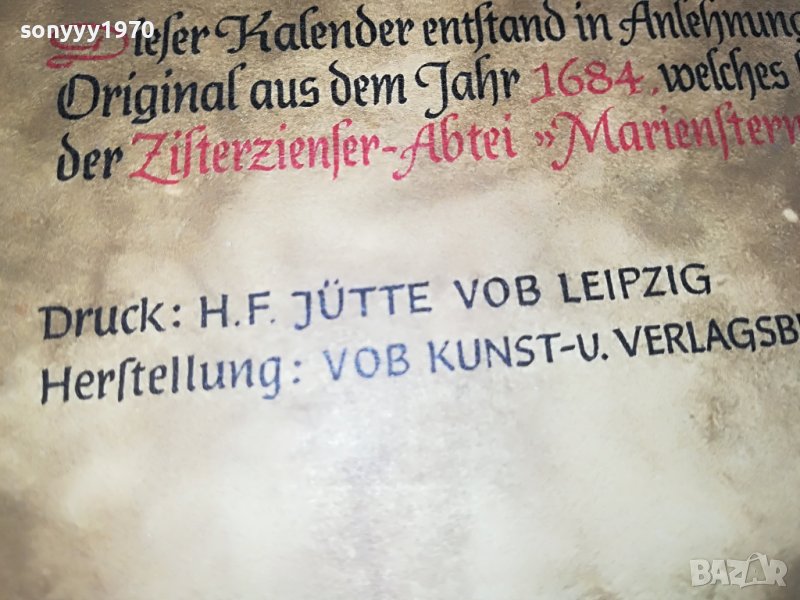 sonyyy1970
Dieser Kalender entstand in Anlehnung
Original aus dem Jahr 1684, welches
der Zisterzienser-Abtei »Marienstern
Druck: H.F. JÜTTE VOB LEIPZIG
Herstellung: VOB KUNST-U. VERLAGSB
BAZAR